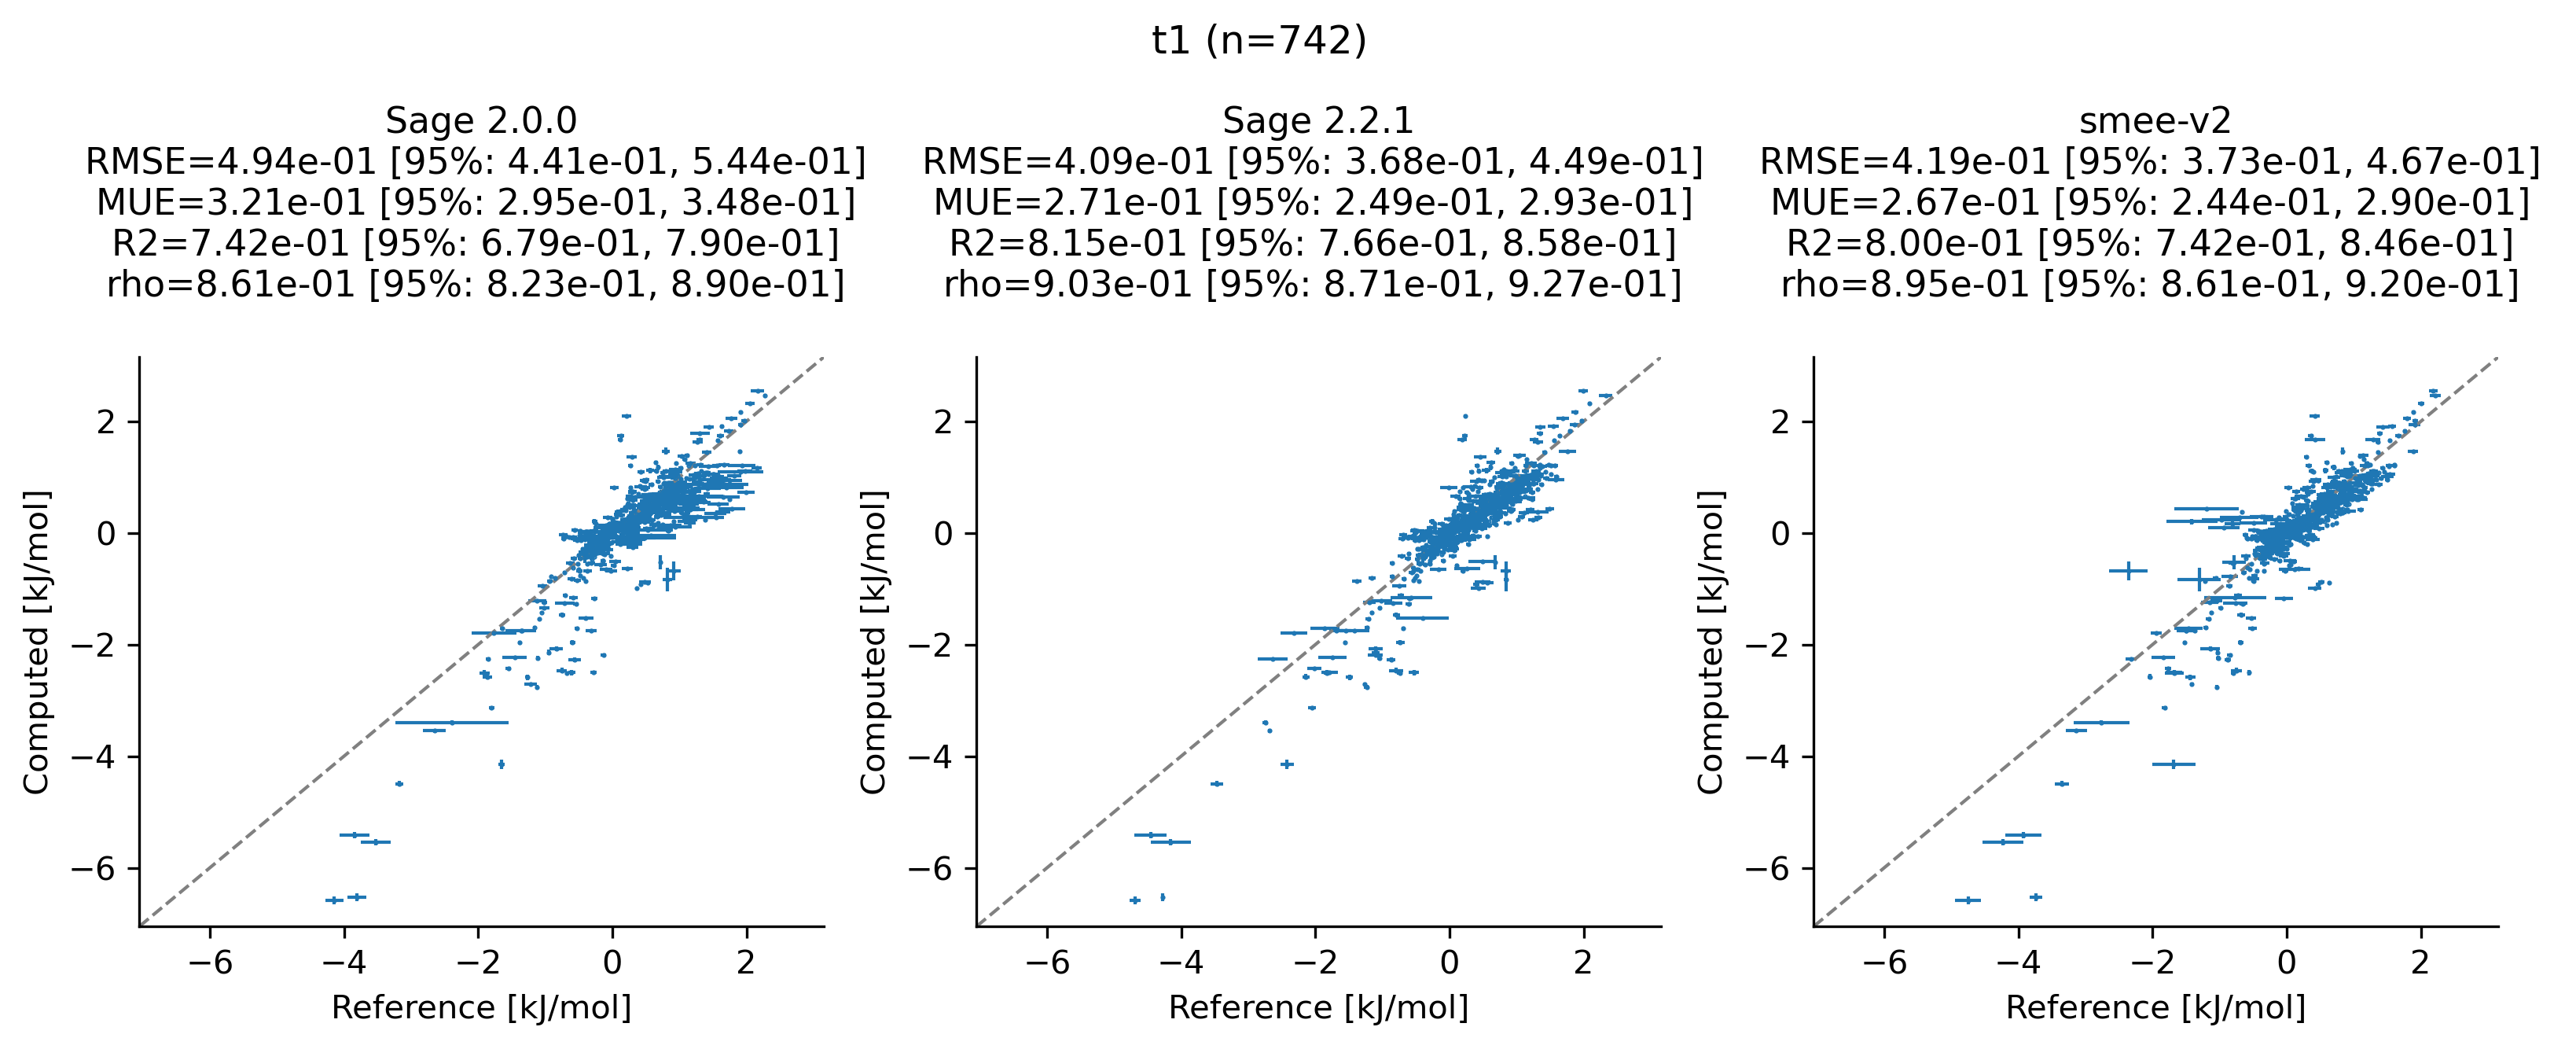 t1 (n=742)
Sage 2.0.0
RMSE=4.94e-01 [95%: 4.41e-01, 5.44e-01]
MUE=3.21e-01 [95%: 2.95e-01, 3.48e-01]
R2=7.42e-01 [95%: 6.79e-01, 7.90e-01]
rho=8.61e-01 [95%: 8.23e-01, 8.90e-01]
2
0
−2
−4
−6
Computed [kJ/mol]
−6 −4 −2 0 2
Reference [kJ/mol]
Sage 2.2.1
RMSE=4.09e-01 [95%: 3.68e-01, 4.49e-01]
MUE=2.71e-01 [95%: 2.49e-01, 2.93e-01]
R2=8.15e-01 [95%: 7.66e-01, 8.58e-01]
rho=9.03e-01 [95%: 8.71e-01, 9.27e-01]
2
0
−2
−4
−6
Computed [kJ/mol]
−6 −4 −2 0 2
Reference [kJ/mol]
smee-v2
RMSE=4.19e-01 [95%: 3.73e-01, 4.67e-01]
MUE=2.67e-01 [95%: 2.44e-01, 2.90e-01]
R2=8.00e-01 [95%: 7.42e-01, 8.46e-01]
rho=8.95e-01 [95%: 8.61e-01, 9.20e-01]
2
0
−2
−4
−6
Computed [kJ/mol]
−6 −4 −2 0 2
Reference [kJ/mol]